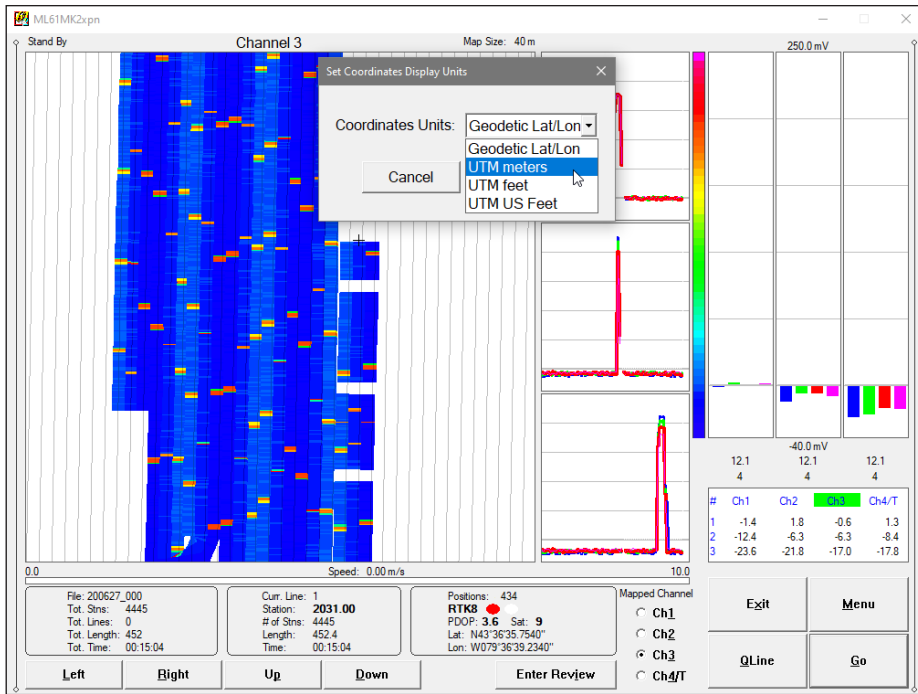 ML61MK2xpn
Stand By
Channel 3
Map Size: 40 m
250.0 mV
Set Coordinates Display Units
Coordinates Units:
Geodetic Lat/Lon
Geodetic Lat/Lon
UTM meters
UTM feet
UTM US Feet
Cancel
-40.0 mV
12.1 12.1 12.1
4 4 4
# Ch1 Ch2 Ch3 Ch4/T
1 -1.4 1.8 -0.6 1.3
2 -12.4 -6.3 -6.3 -8.4
3 -23.6 -21.8 -17.0 -17.8
0.0 Speed: 0.00 m/s 10.0
File: 200627_000
Tot. Stns: 4445
Tot. Lines: 0
Tot. Length: 452
Tot. Time: 00:15:04
Curr. Line: 1
Station: 2031.00
# of Stns: 4445
Length: 452.4
Time: 00:15:04
Positions: 434
RTK8
PDOP: 3.6 Sat: 9
Lat: N43°36'35.7540"
Lon: W079°36'39.2340"
Mapped Channel
Ch1
Ch2
Ch3
Ch4/T
Exit
Menu
QLine
Go
Left
Right
Up
Down
Enter Review